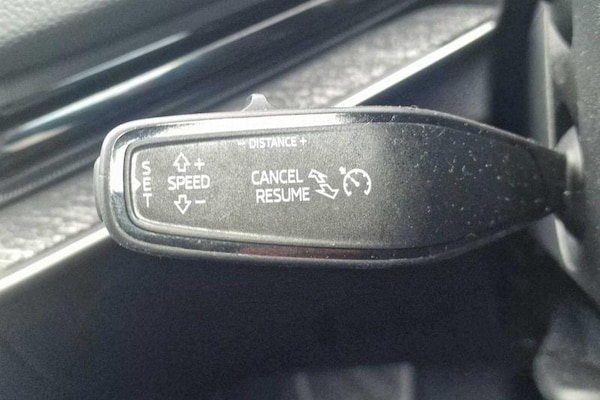 − DISTANCE +
SET
+
SPEED
−
CANCEL
RESUME